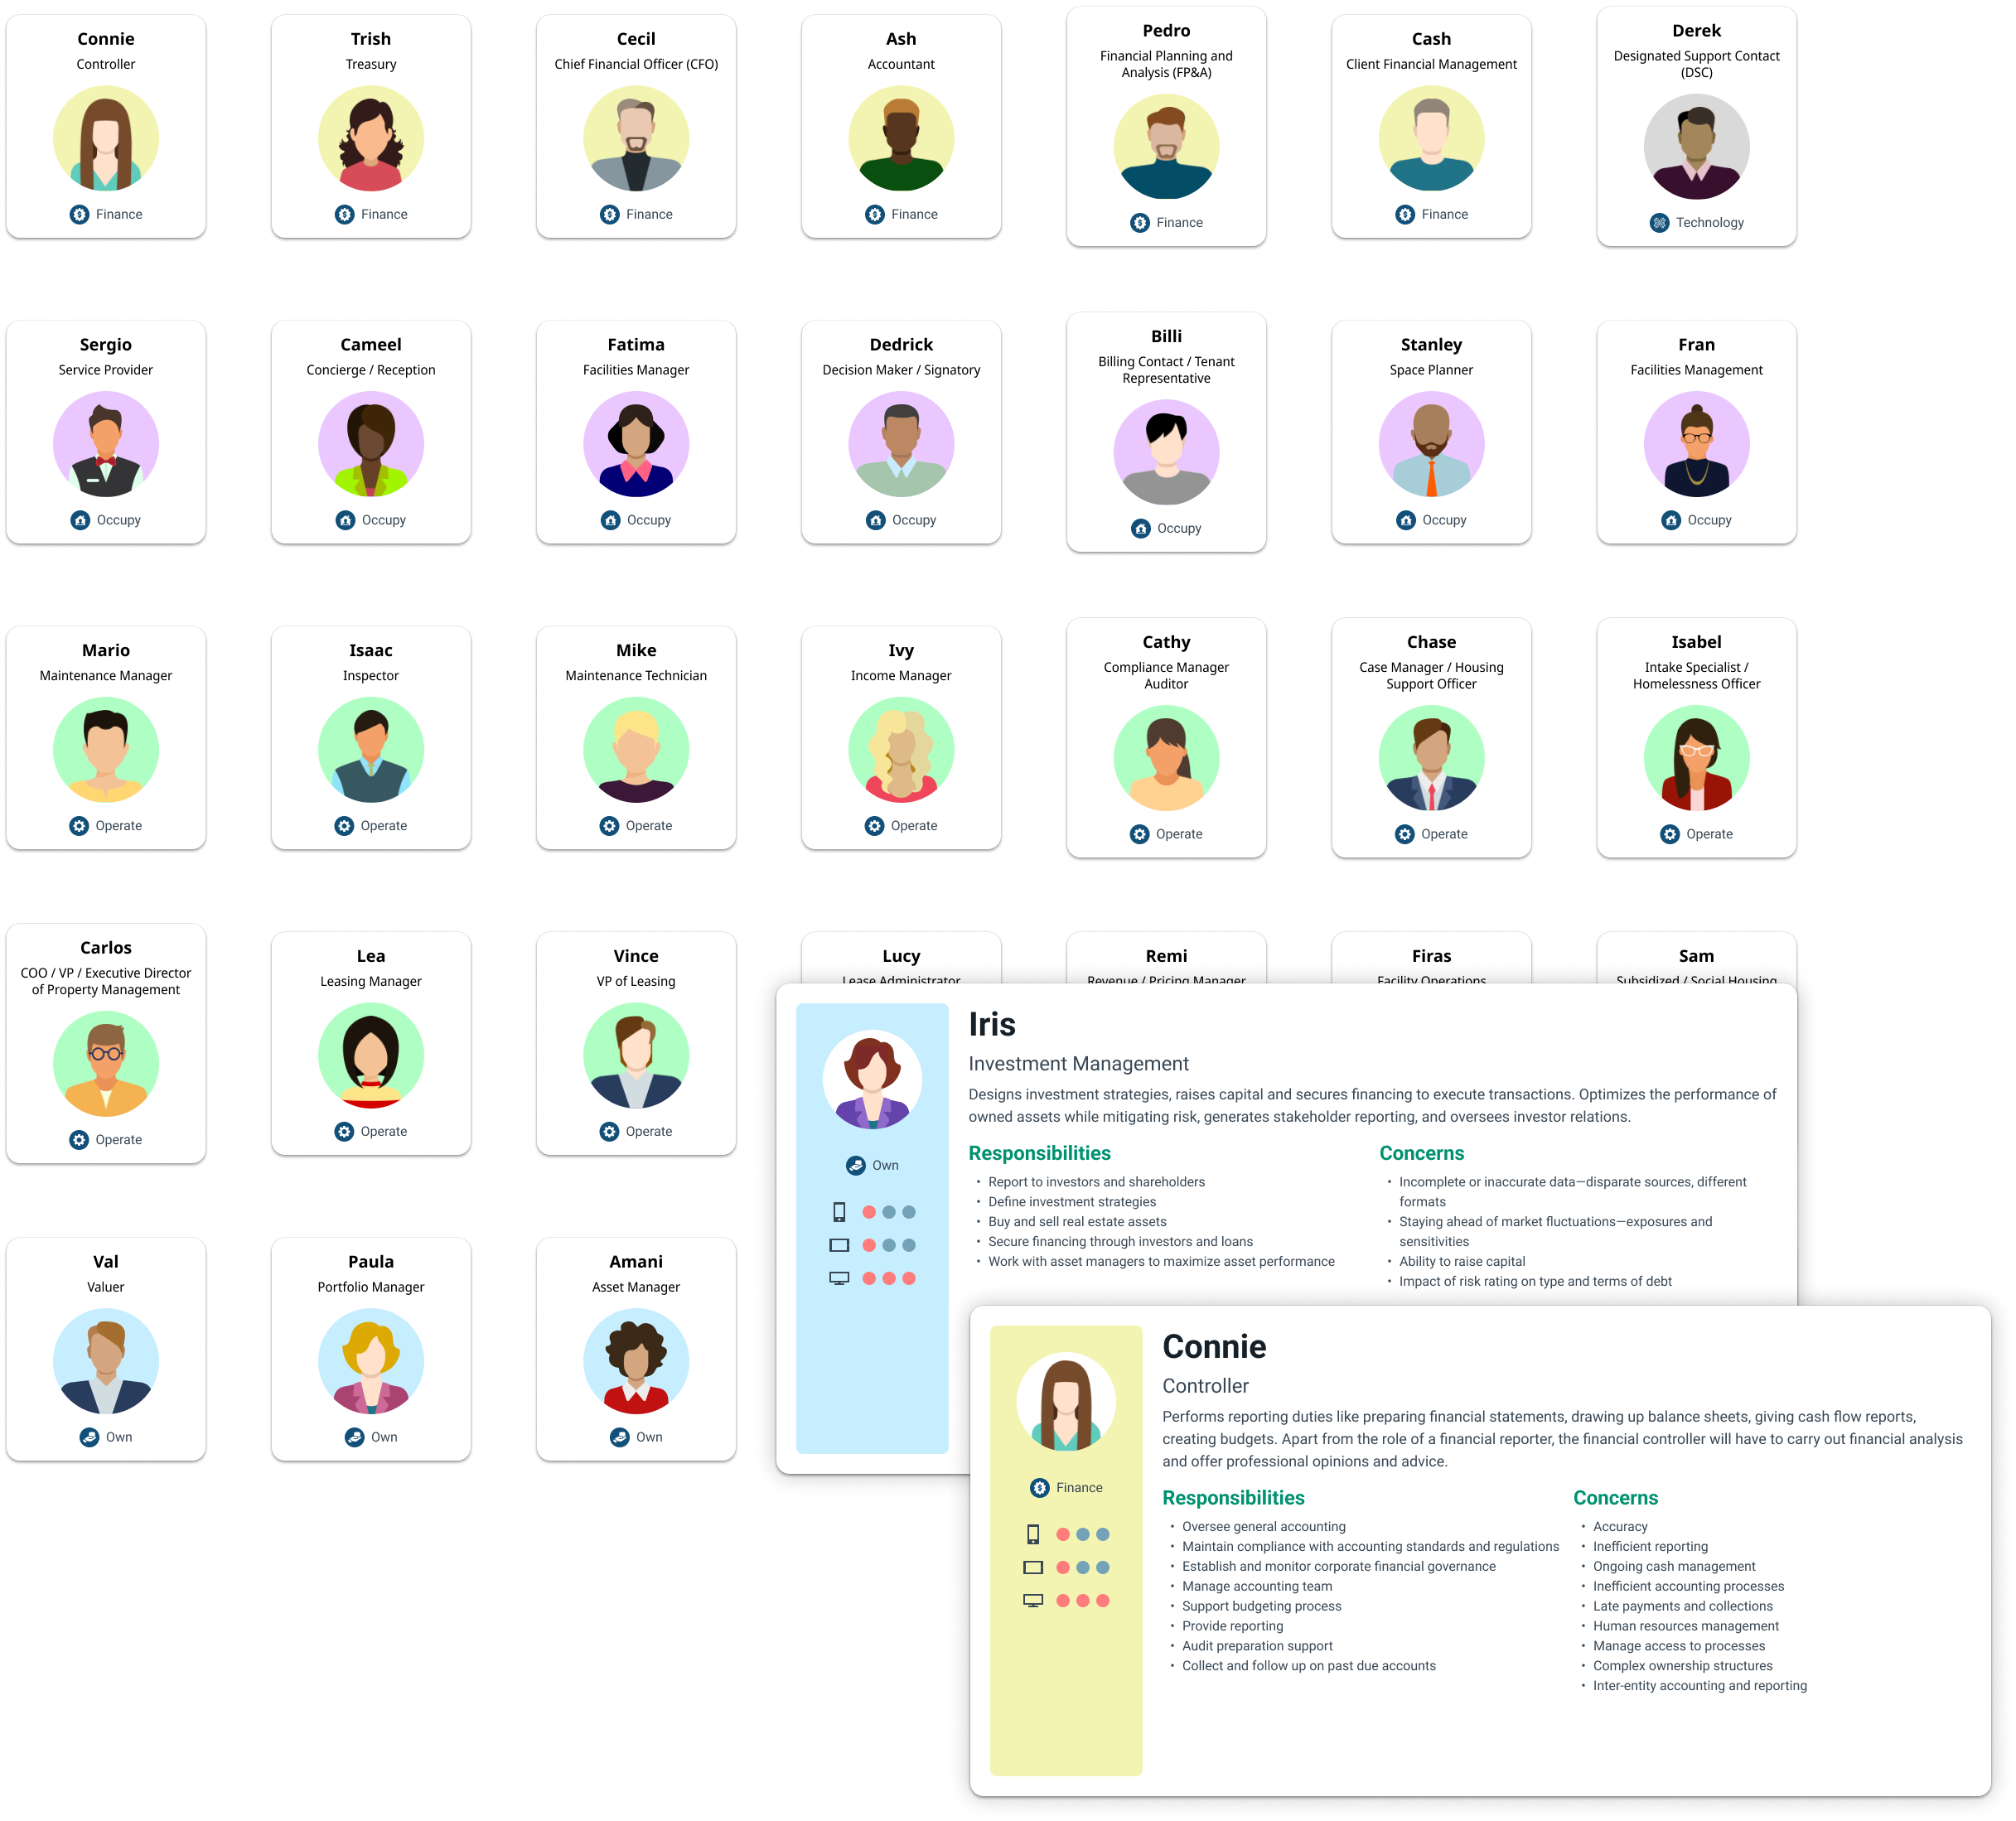 Connie
Controller
Finance
Trish
Treasury
Finance
Cecil
Chief Financial Officer (CFO)
Finance
Ash
Accountant
Finance
Pedro
Financial Planning and
Analysis (FP&A)
Finance
Cash
Client Financial Management
Finance
Derek
Designated Support Contact
(DSC)
Technology
Sergio
Service Provider
Occupy
Cameel
Concierge / Reception
Occupy
Fatima
Facilities Manager
Occupy
Dedrick
Decision Maker / Signatory
Occupy
Billi
Billing Contact / Tenant
Representative
Occupy
Stanley
Space Planner
Occupy
Fran
Facilities Management
Occupy
Mario
Maintenance Manager
Operate
Isaac
Inspector
Operate
Mike
Maintenance Technician
Operate
Ivy
Income Manager
Operate
Cathy
Compliance Manager
Auditor
Operate
Chase
Case Manager / Housing
Support Officer
Operate
Isabel
Intake Specialist /
Homelessness Officer
Operate
Carlos
COO / VP / Executive Director
of Property Management
Operate
Lea
Leasing Manager
Operate
Vince
VP of Leasing
Operate
Lucy
Lease Administrator
Remi
Revenue / Pricing Manager
Firas
Facility Operations
Sam
Subsidized / Social Housing
Val
Valuer
Own
Paula
Portfolio Manager
Own
Amani
Asset Manager
Own
Iris
Investment Management
Designs investment strategies, raises capital and secures financing to execute transactions. Optimizes the performance of
owned assets while mitigating risk, generates stakeholder reporting, and oversees investor relations.
Own
Responsibilities
• Report to investors and shareholders
• Define investment strategies
• Buy and sell real estate assets
• Secure financing through investors and loans
• Work with asset managers to maximize asset performance
Concerns
• Incomplete or inaccurate data—disparate sources, different
formats
• Staying ahead of market fluctuations—exposures and
sensitivities
• Ability to raise capital
• Impact of risk rating on type and terms of debt
Connie
Controller
Performs reporting duties like preparing financial statements, drawing up balance sheets, giving cash flow reports,
creating budgets. Apart from the role of a financial reporter, the financial controller will have to carry out financial analysis
and offer professional opinions and advice.
Finance
Responsibilities
• Oversee general accounting
• Maintain compliance with accounting standards and regulations
• Establish and monitor corporate financial governance
• Manage accounting team
• Support budgeting process
• Provide reporting
• Audit preparation support
• Collect and follow up on past due accounts
Concerns
• Accuracy
• Inefficient reporting
• Ongoing cash management
• Inefficient accounting processes
• Late payments and collections
• Human resources management
• Manage access to processes
• Complex ownership structures
• Inter-entity accounting and reporting